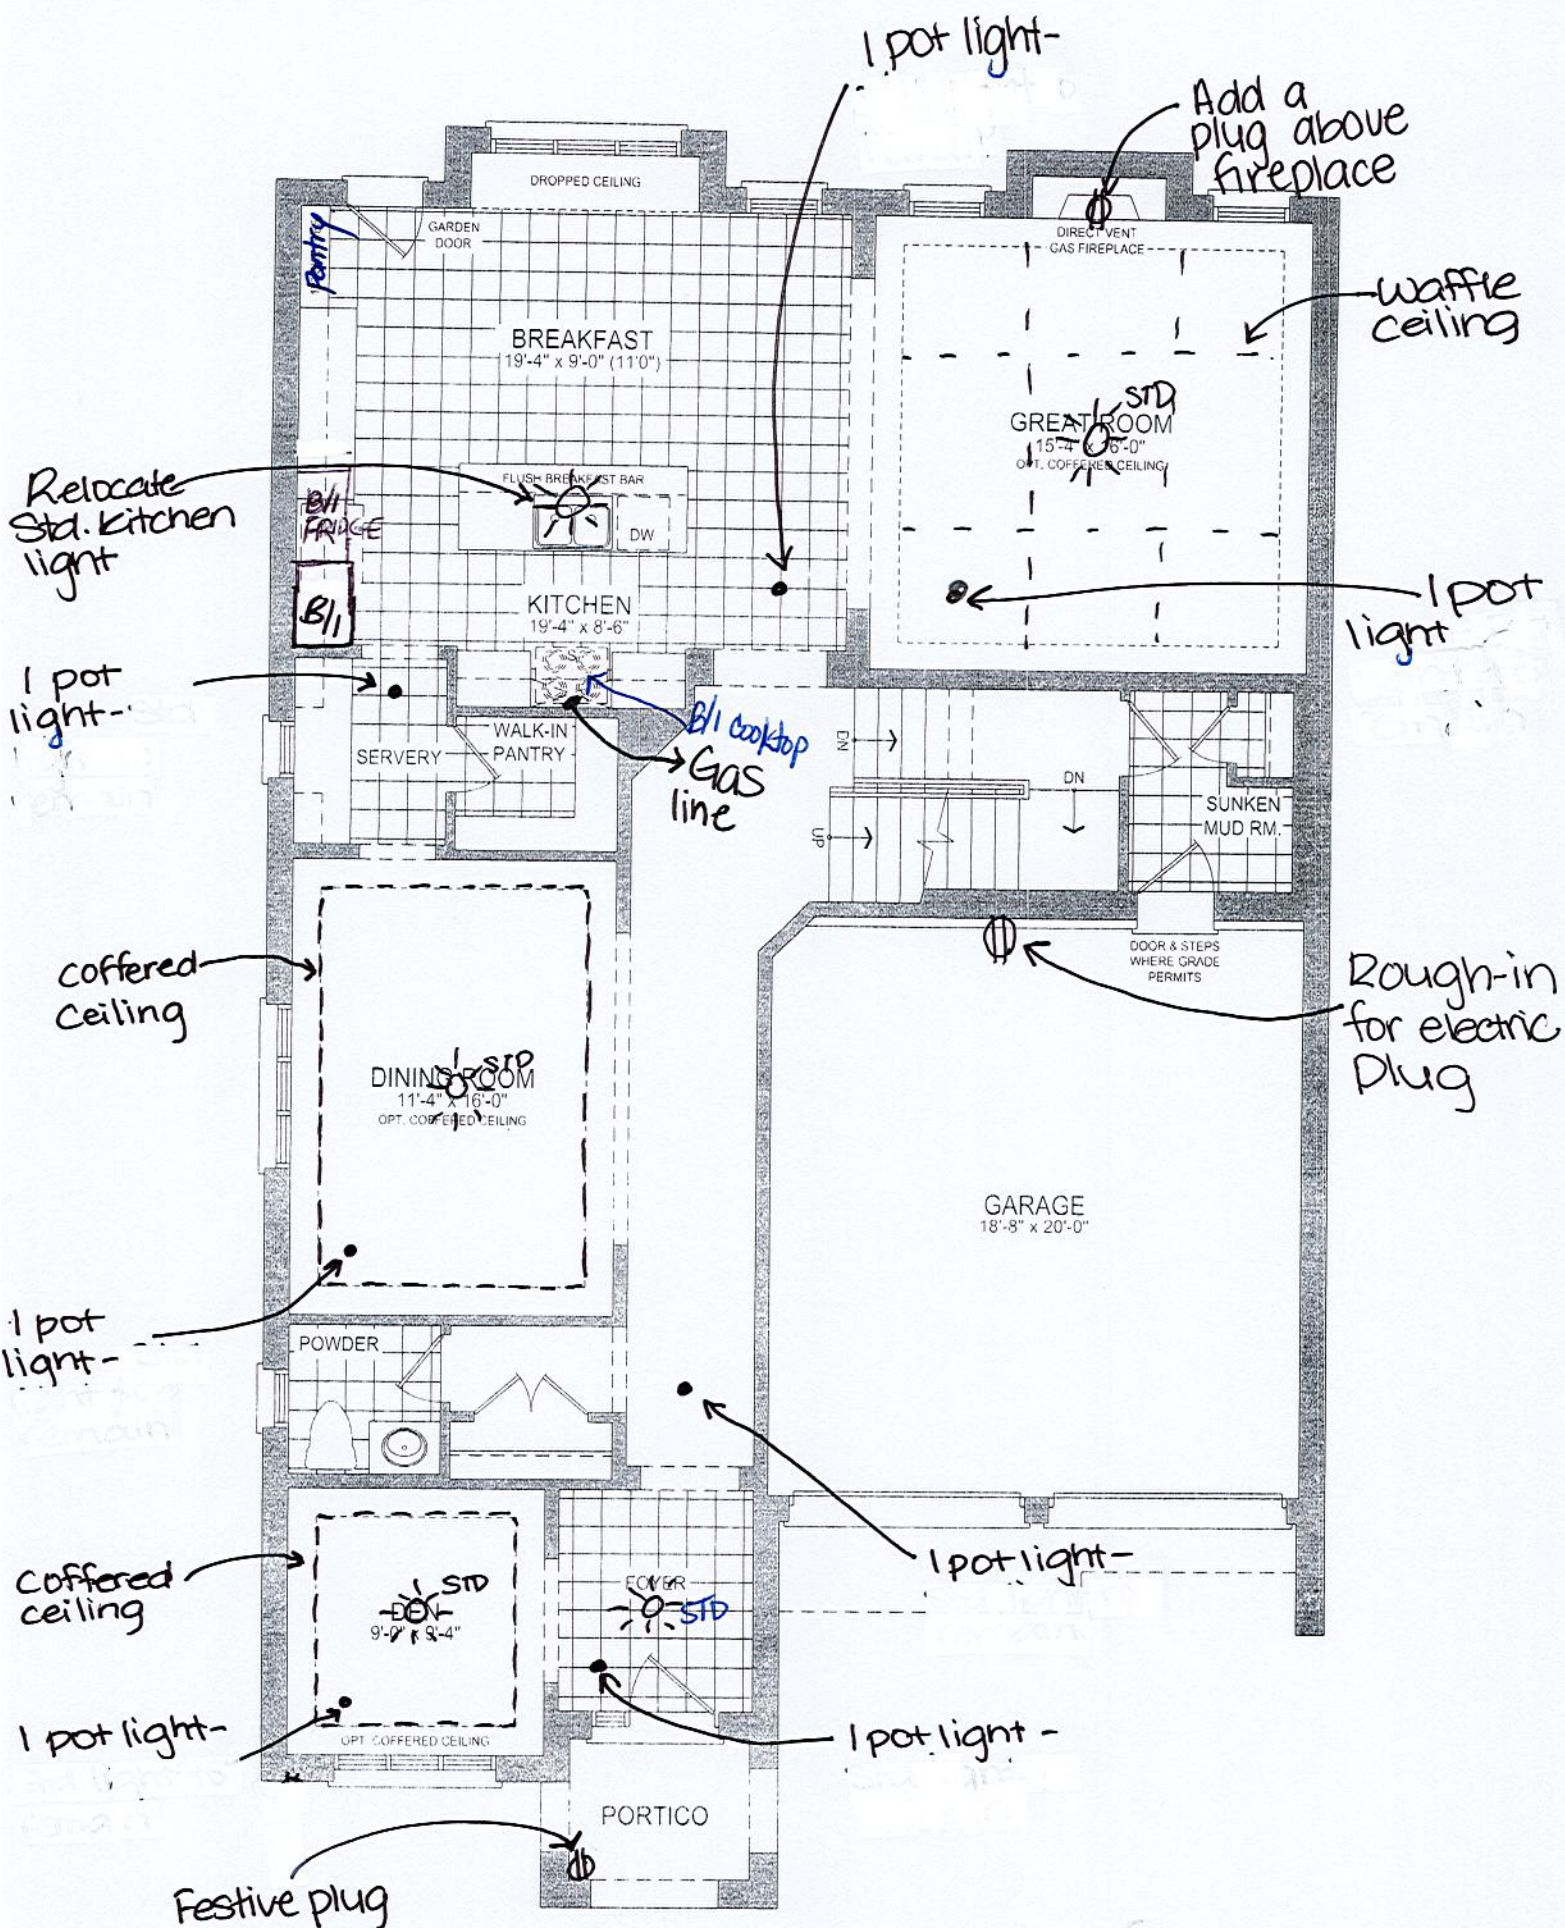 1 pot light-
Add a
plug above
fireplace
DROPPED CEILING
Pantry
GARDEN
DOOR
DIRECT VENT
GAS FIREPLACE
Waffle
ceiling
BREAKFAST
19'-4" x 9'-0" (11'0")
STD
GREAT ROOM
15'-4" x 16'-0"
OPT. COFFERED CEILING
Relocate
Std. kitchen
light
B/I
FRIDGE
FLUSH BREAKFAST BAR
DW
B/I
KITCHEN
19'-4" x 8'-6"
1 pot
light
1 pot
light-
B/I cooktop
Gas
line
SERVERY
WALK-IN
PANTRY
DN
DN
UP
SUNKEN
MUD RM.
DOOR & STEPS
WHERE GRADE
PERMITS
Rough-in
for electric
Plug
coffered
ceiling
STD
DINING ROOM
11'-4" x 16'-0"
OPT. COFFERED CEILING
GARAGE
18'-8" x 20'-0"
1 pot
light-
POWDER
1 pot light-
coffered
ceiling
STD
DEN
9'-0" x 9'-4"
FOYER
STD
1 pot light-
OPT. COFFERED CEILING
1 pot light-
PORTICO
Festive plug